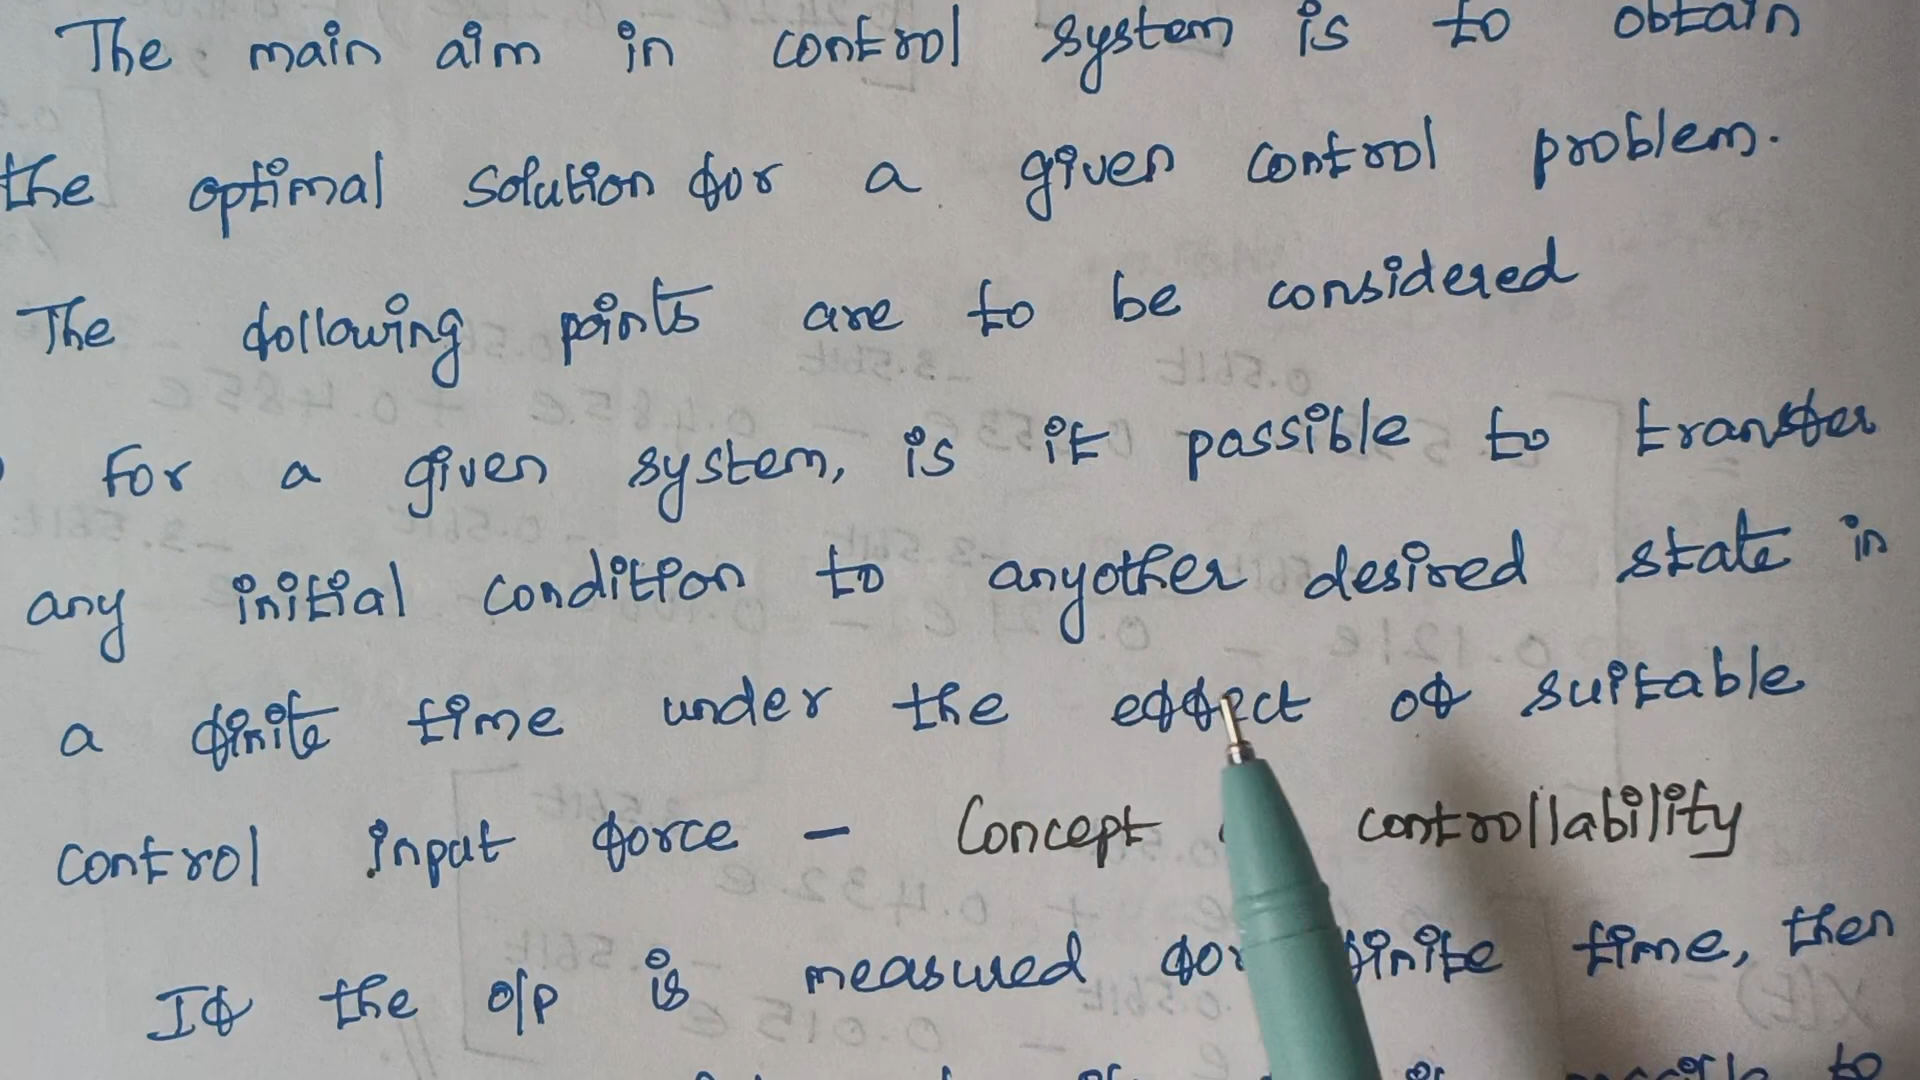 The main aim in control system is to obtain
the optimal solution for a given control problem.
The following points are to be considered
For a given system, is it possible to transfer
any initial condition to anyother desired state in
a finite time under the effect of suitable
control input force - Concept controllability
If the o/p is measured for finite time, then
to